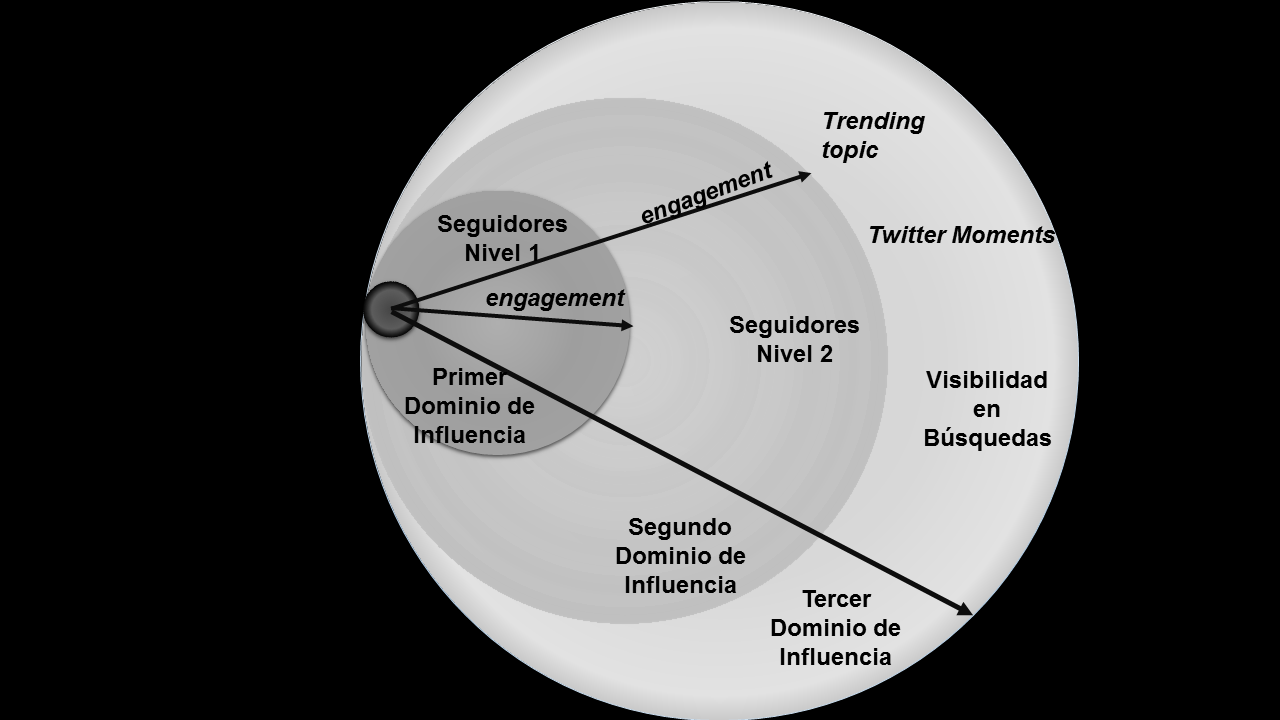 Trending
topic
engagement
Seguidores
Nivel 1
Twitter Moments
engagement
Seguidores
Nivel 2
Primer
Dominio de
Influencia
Visibilidad
en
Búsquedas
Segundo
Dominio de
Influencia
Tercer
Dominio de
Influencia